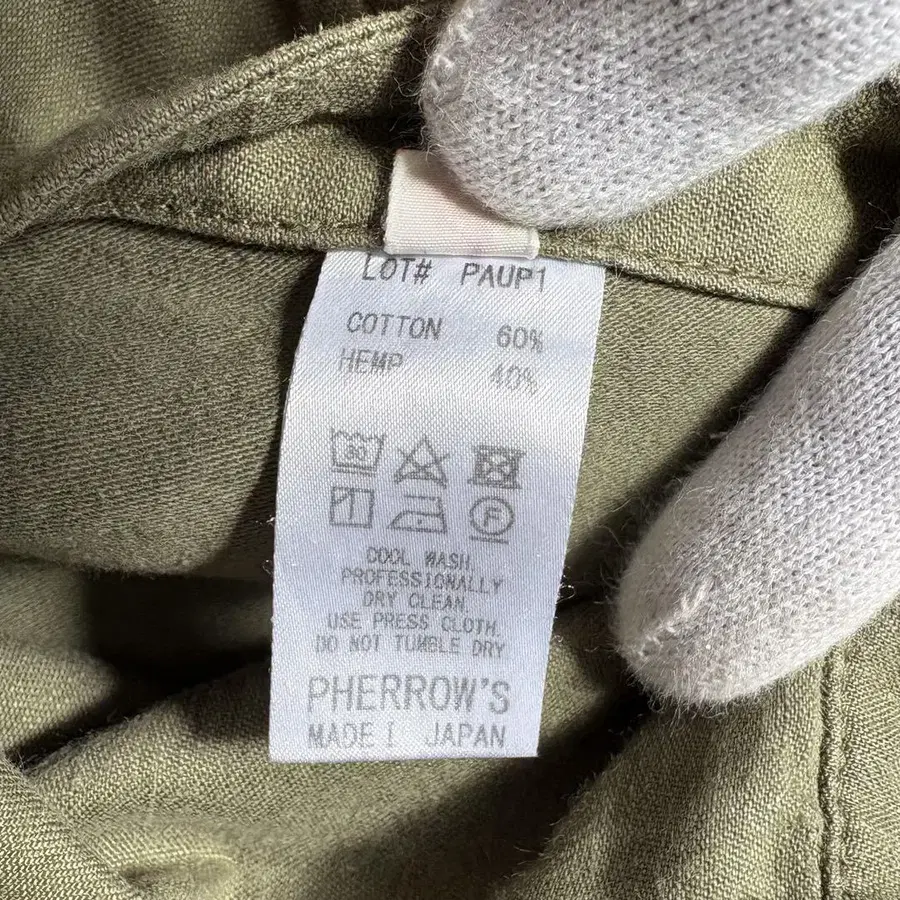 LOT# PAUP1
COTTON 60%
HEMP 40%
30
F
COOL WASH.
PROFESSIONALLY
DRY CLEAN.
USE PRESS CLOTH.
DO NOT TUMBLE DRY
PHERROW'S
MADE I JAPAN